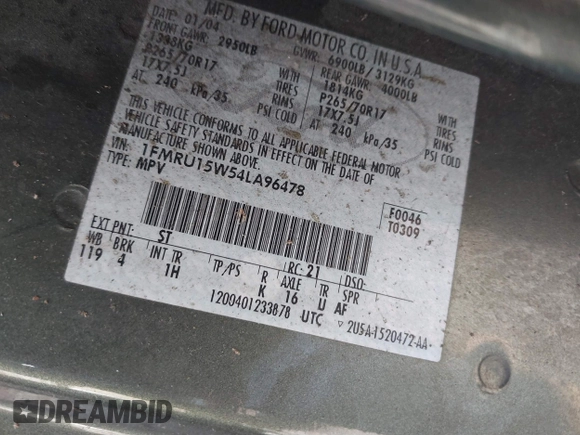 MFD. BY FORD MOTOR CO. IN U.S.A.
DATE: 01/04 GVWR: 6900LB / 3129KG
FRONT GAWR: 2950LB REAR GAWR: 4000LB
1338KG WITH 1814KG WITH
P265/70R17 TIRES P265/70R17 TIRES
17X7.5J RIMS 17X7.5J RIMS
AT 240 kPa/35 PSI COLD AT 240 kPa/35 PSI COLD
THIS VEHICLE CONFORMS TO ALL APPLICABLE FEDERAL MOTOR
VEHICLE SAFETY STANDARDS IN EFFECT ON THE DATE OF
MANUFACTURE SHOWN ABOVE.
VIN: 1FMRU15W54LA96478
TYPE: MPV
F0046
T0309
EXT PNT: ST RC: 21 DSO:
WB BRK INT TR TP/PS R AXLE TR SPR
119 4 1H K 16 U AF
1200401233878 UTC ▽ 2U5A-1520472-AA
DREAMBID